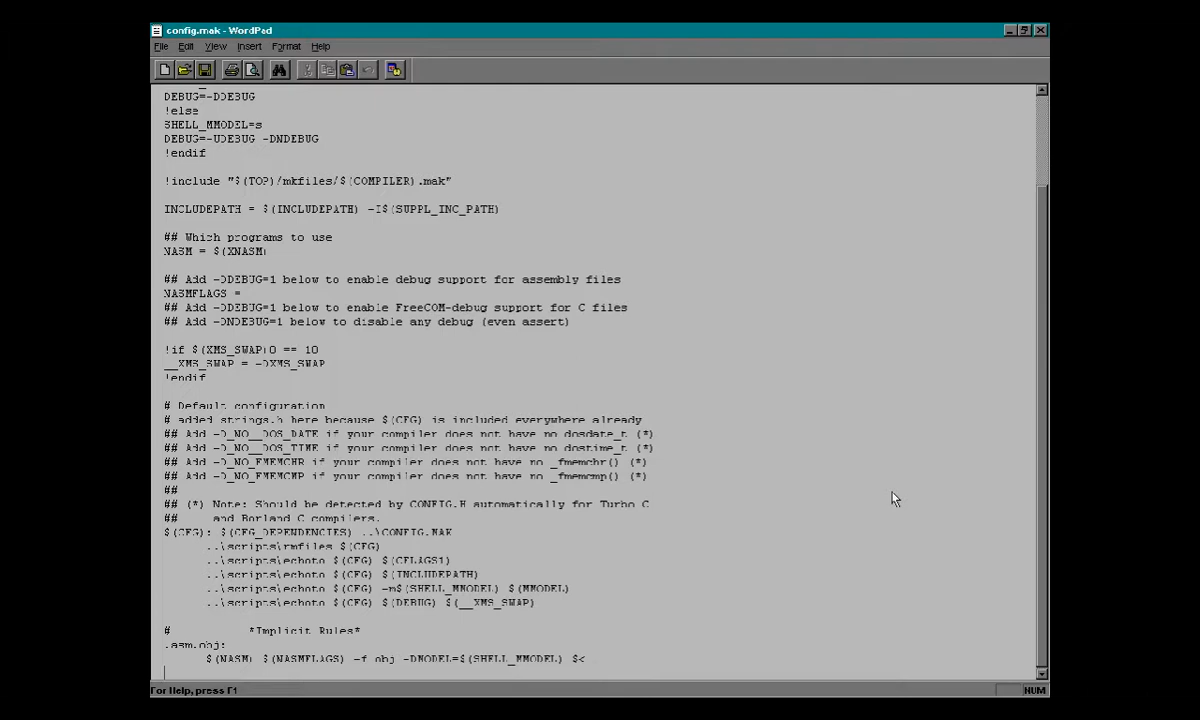 config.mak - WordPad
File Edit View Insert Format Help
DEBUG=-DDEBUG
!else
SHELL_MMODEL=s
DEBUG=-UDEBUG -DNDEBUG
!endif
!include "$(TOP)/mkfiles/$(COMPILER).mak"
INCLUDEPATH = $(INCLUDEPATH) -I$(SUPPL_INC_PATH)
## Which programs to use
NASM = $(XNASM)
## Add -DDEBUG=1 below to enable debug support for assembly files
NASMFLAGS =
## Add -DDEBUG=1 below to enable FreeCOM-debug support for C files
## Add -DNDEBUG=1 below to disable any debug (even assert)
!if $(XMS_SWAP)0 == 10
__XMS_SWAP = -DXMS_SWAP
!endif
# Default configuration
# added strings.h here because $(CFG) is included everywhere already
## Add -D_NO__DOS_DATE if your compiler does not have no dosdate_t (*)
## Add -D_NO__DOS_TIME if your compiler does not have no dostime_t (*)
## Add -D_NO_FMEMCHR if your compiler does not have no _fmemchr() (*)
## Add -D_NO_FMEMCMP if your compiler does not have no _fmemcmp() (*)
##
## (*) Note: Should be detected by CONFIG.H automatically for Turbo C
## and Borland C compilers.
$(CFG): $(CFG_DEPENDENCIES) ..\CONFIG.MAK
..\scripts\rmfiles $(CFG)
..\scripts\echoto $(CFG) $(CFLAGS1)
..\scripts\echoto $(CFG) $(INCLUDEPATH)
..\scripts\echoto $(CFG) -m$(SHELL_MMODEL) $(MMODEL)
..\scripts\echoto $(CFG) $(DEBUG) $(__XMS_SWAP)
# *Implicit Rules*
.asm.obj:
$(NASM) $(NASMFLAGS) -f obj -DMODEL=$(SHELL_MMODEL) $<
For Help, press F1
NUM